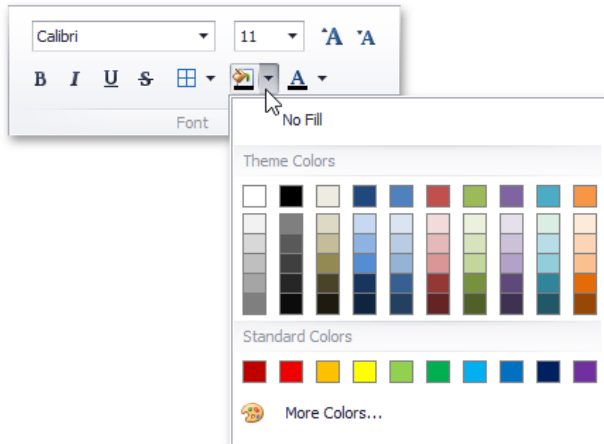 Calibri
11
A A
B I U S A
Font
No Fill
Theme Colors
Standard Colors
More Colors...